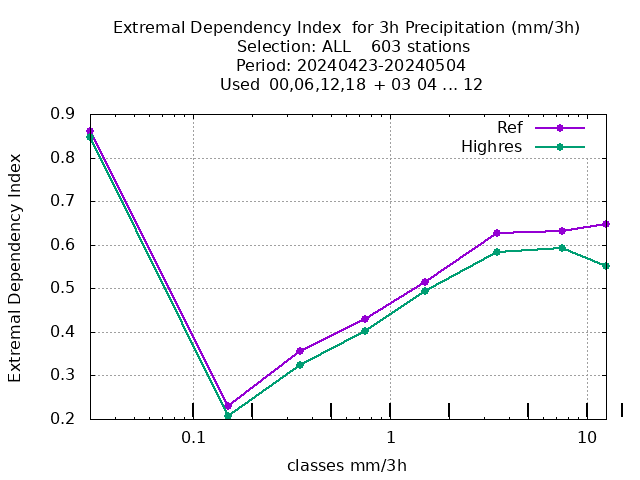 Extremal Dependency Index for 3h Precipitation (mm/3h)
Selection: ALL 603 stations
Period: 20240423-20240504
Used 00,06,12,18 + 03 04 ... 12
Ref
Highres
Extremal Dependency Index
0.9
0.8
0.7
0.6
0.5
0.4
0.3
0.2
0.1 1 10
classes mm/3h